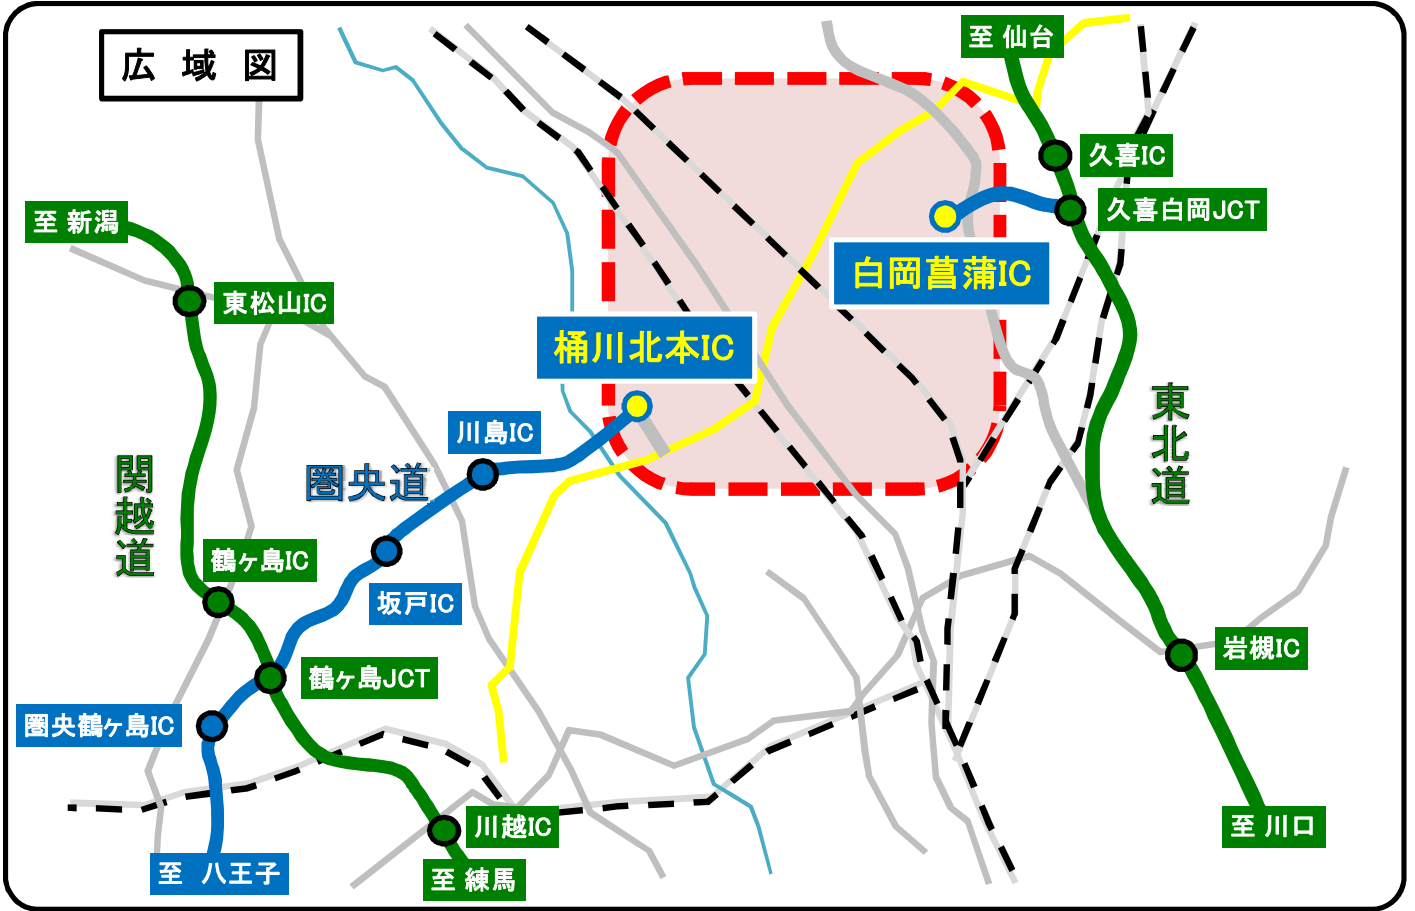 広 域 図
至 仙台
久喜IC
久喜白岡JCT
至 新潟
東松山IC
白岡菖蒲IC
桶川北本IC
川島IC
東北道
関越道
圏央道
鶴ヶ島IC
坂戸IC
鶴ヶ島JCT
岩槻IC
圏央鶴ヶ島IC
川越IC
至 川口
至 八王子
至 練馬